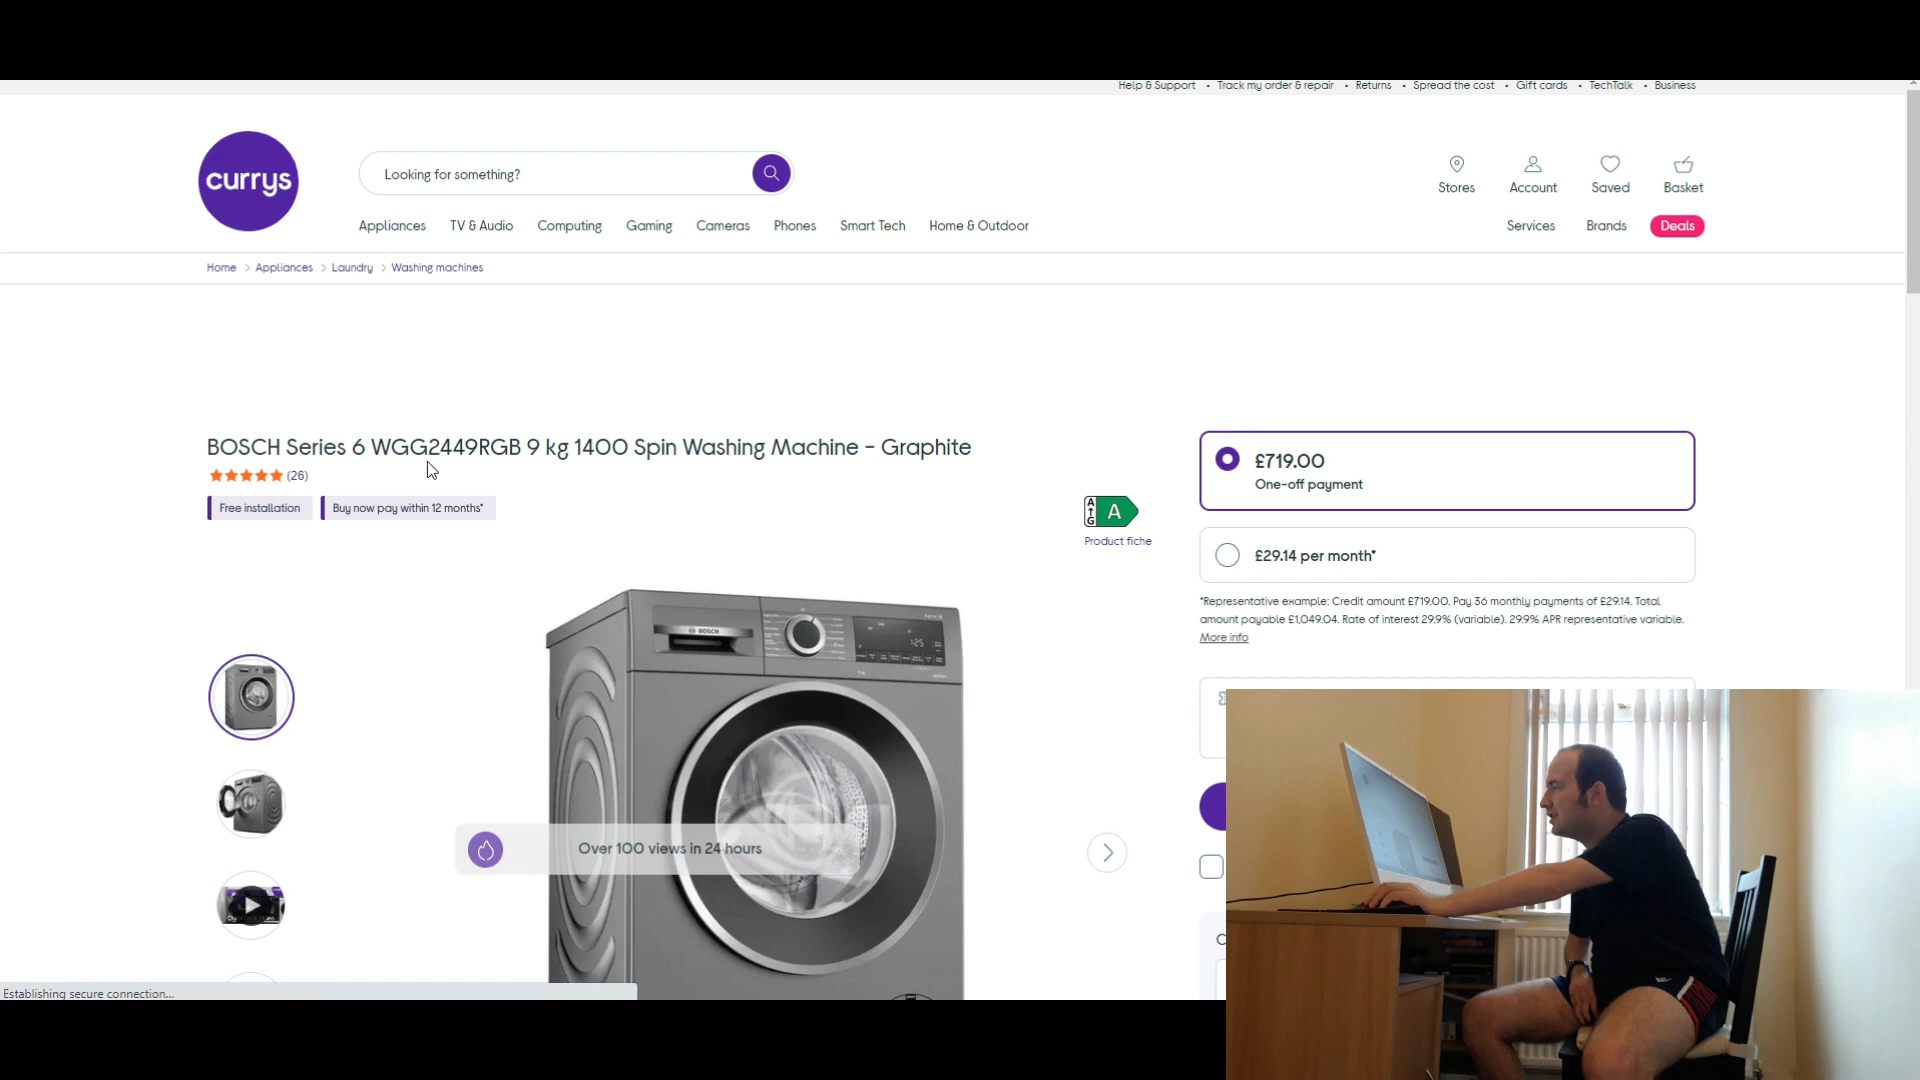 Help & Support • Track my order & repair • Returns • Spread the cost • Gift cards • TechTalk • Business
currys
Looking for something?
Stores Account Saved Basket
Appliances TV & Audio Computing Gaming Cameras Phones Smart Tech Home & Outdoor Services Brands Deals
Home > Appliances > Laundry > Washing machines
BOSCH Series 6 WGG2449RGB 9 kg 1400 Spin Washing Machine - Graphite
(26)
Free installation Buy now pay within 12 months*
A
G
A
Product fiche
£719.00
One-off payment
£29.14 per month*
*Representative example: Credit amount £719.00. Pay 36 monthly payments of £29.14. Total
amount payable £1,049.04. Rate of interest 29.9% (variable). 29.9% APR representative variable.
More info
BOSCH
1:25
Over 100 views in 24 hours
Establishing secure connection...